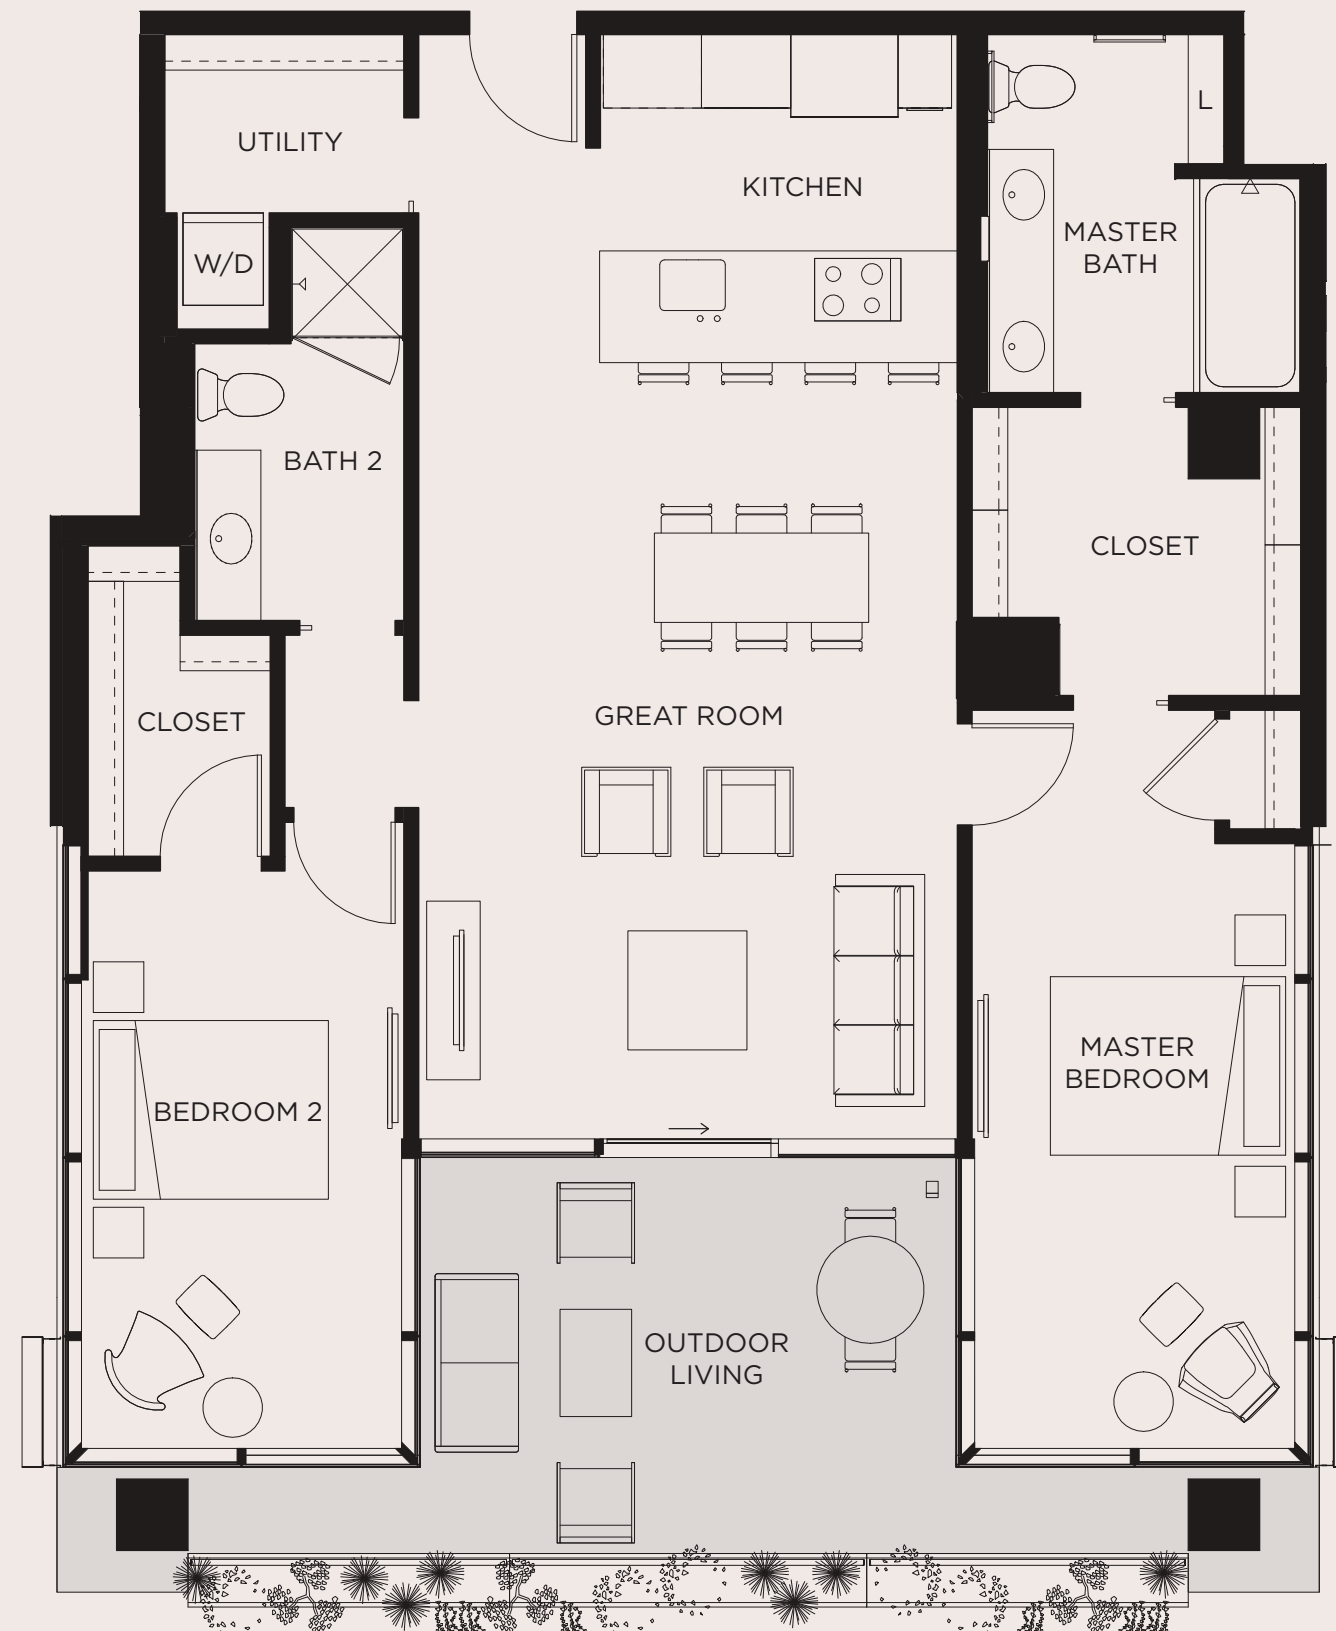 L
UTILITY
KITCHEN
MASTER
BATH
W/D
BATH 2
CLOSET
GREAT ROOM
CLOSET
MASTER
BEDROOM
BEDROOM 2
OUTDOOR
LIVING